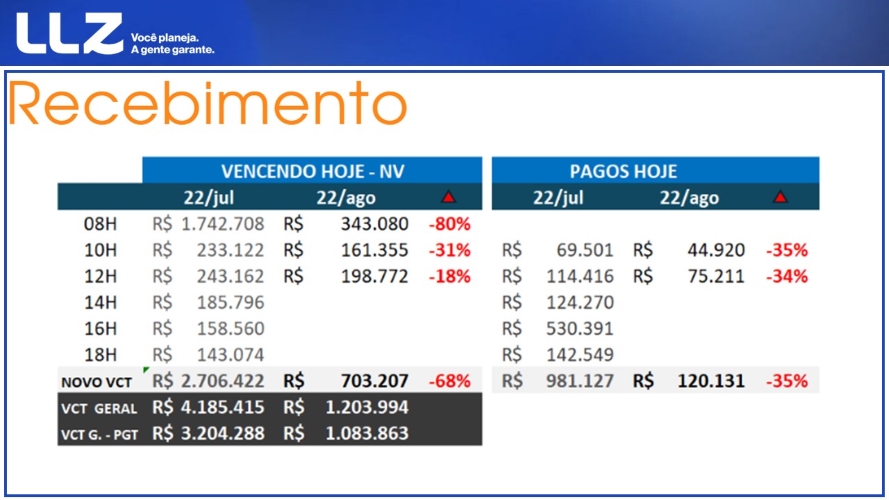 LLZ Você planeja.
A gente garante.
Recebimento
VENCENDO HOJE - NV PAGOS HOJE
22/jul 22/ago 22/jul 22/ago
08H R$ 1.742.708 R$ 343.080 -80%
10H R$ 233.122 R$ 161.355 -31% R$ 69.501 R$ 44.920 -35%
12H R$ 243.162 R$ 198.772 -18% R$ 114.416 R$ 75.211 -34%
14H R$ 185.796 R$ 124.270
16H R$ 158.560 R$ 530.391
18H R$ 143.074 R$ 142.549
NOVO VCT R$ 2.706.422 R$ 703.207 -68% R$ 981.127 R$ 120.131 -35%
VCT GERAL R$ 4.185.415 R$ 1.203.994
VCT G. - PGT R$ 3.204.288 R$ 1.083.863